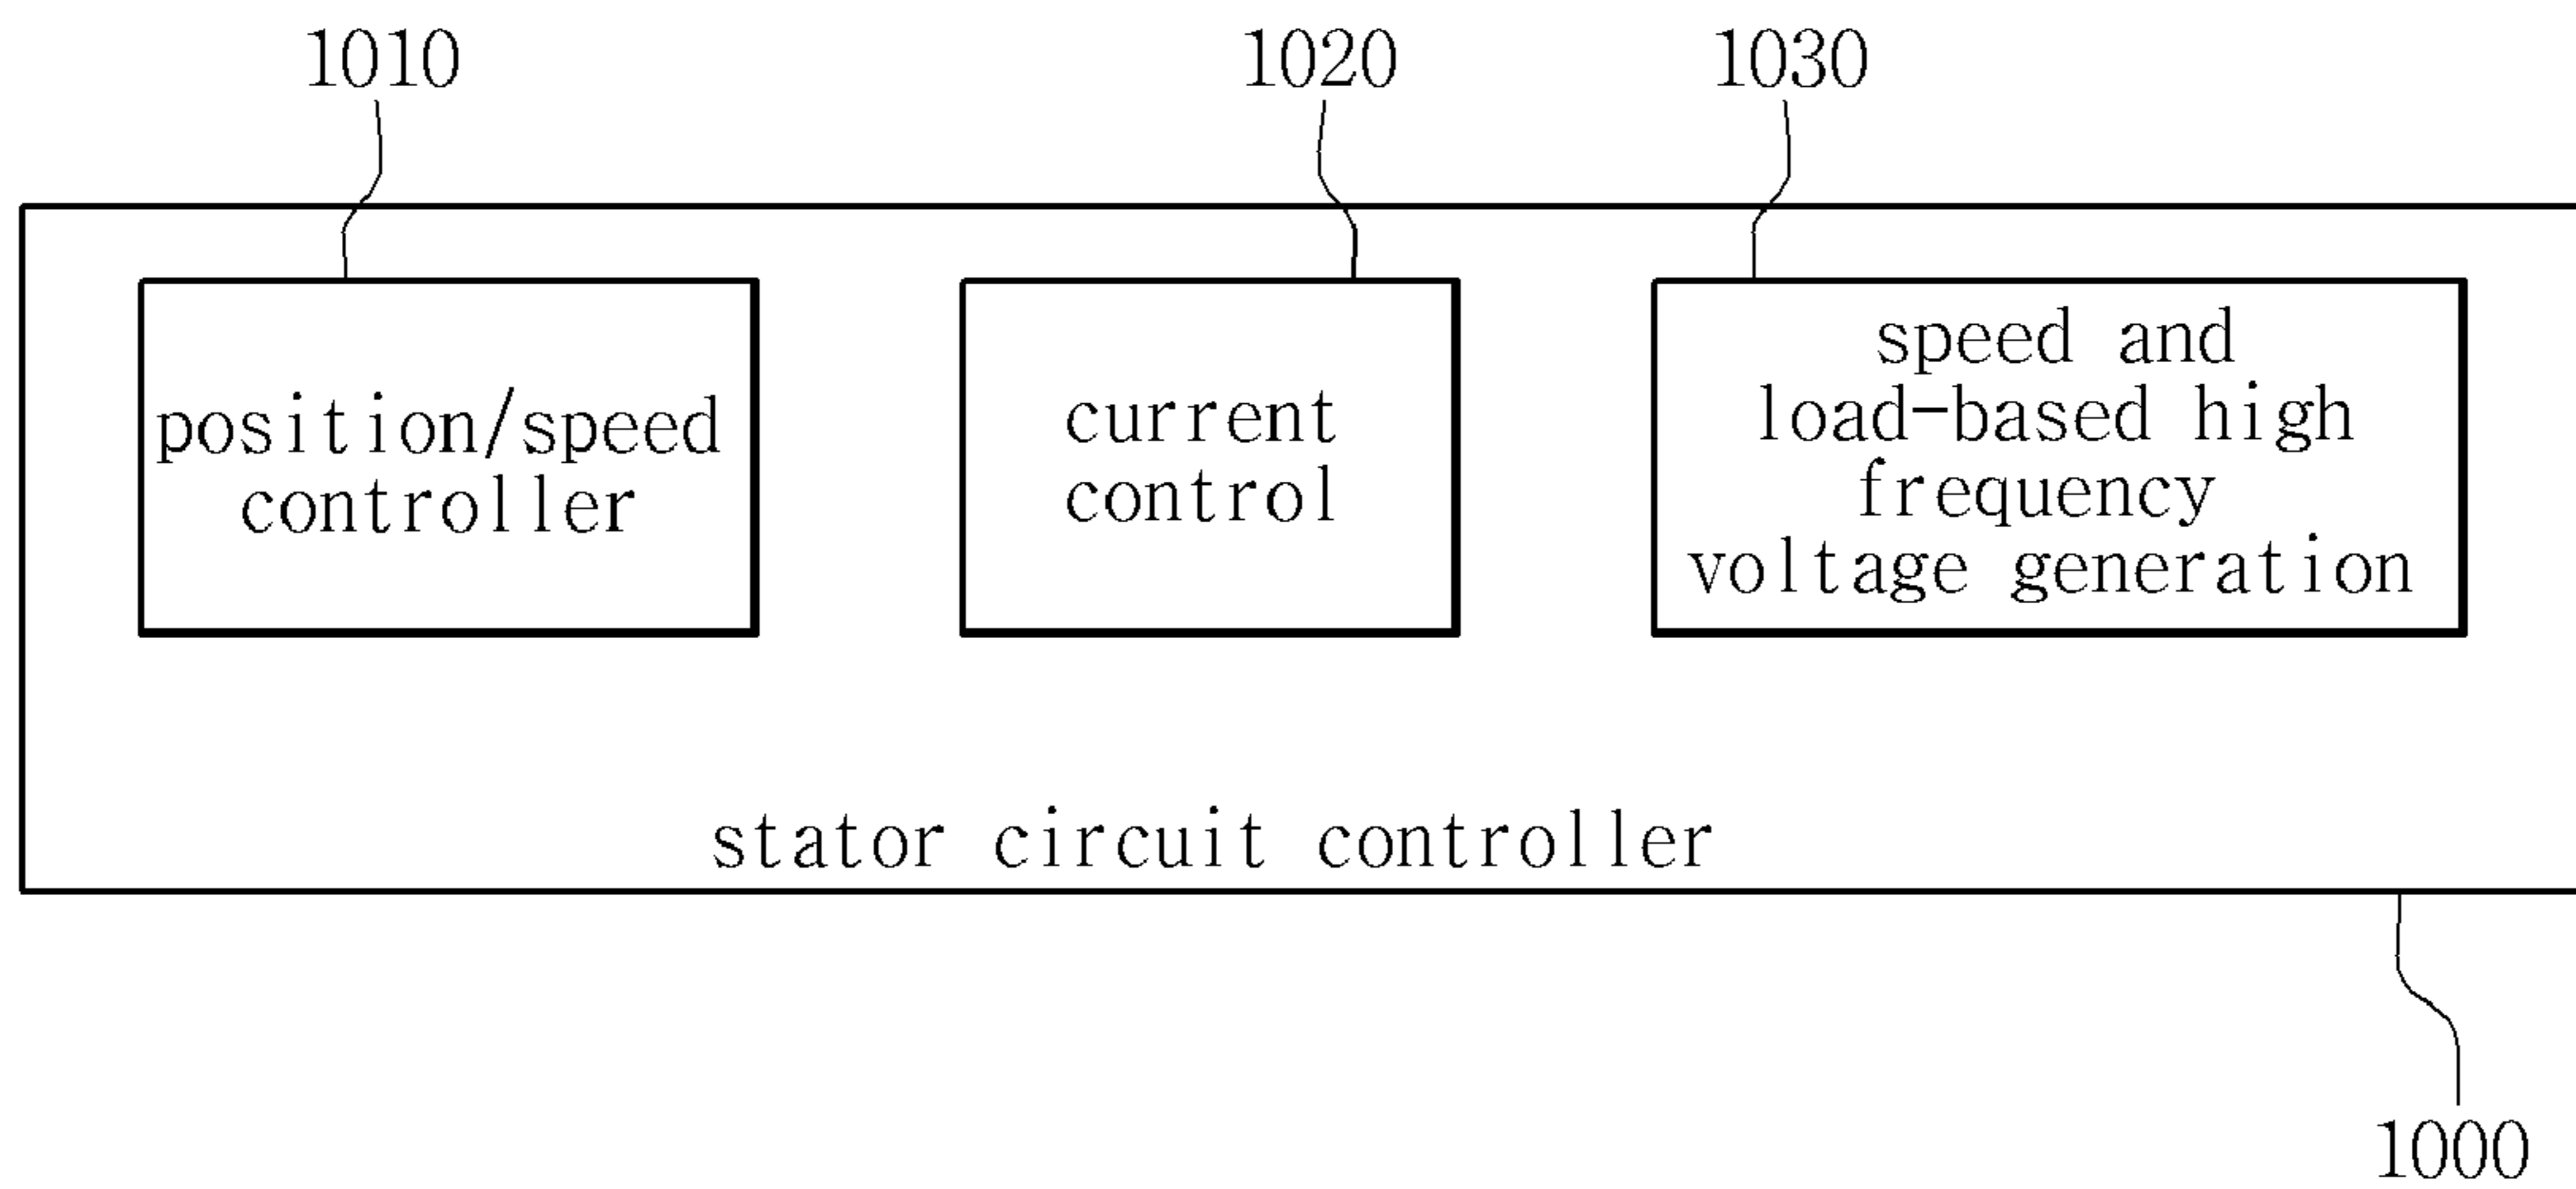 1010
1020
1030
position/speed
controller
current
control
speed and
load-based high
frequency
voltage generation
stator circuit controller
1000